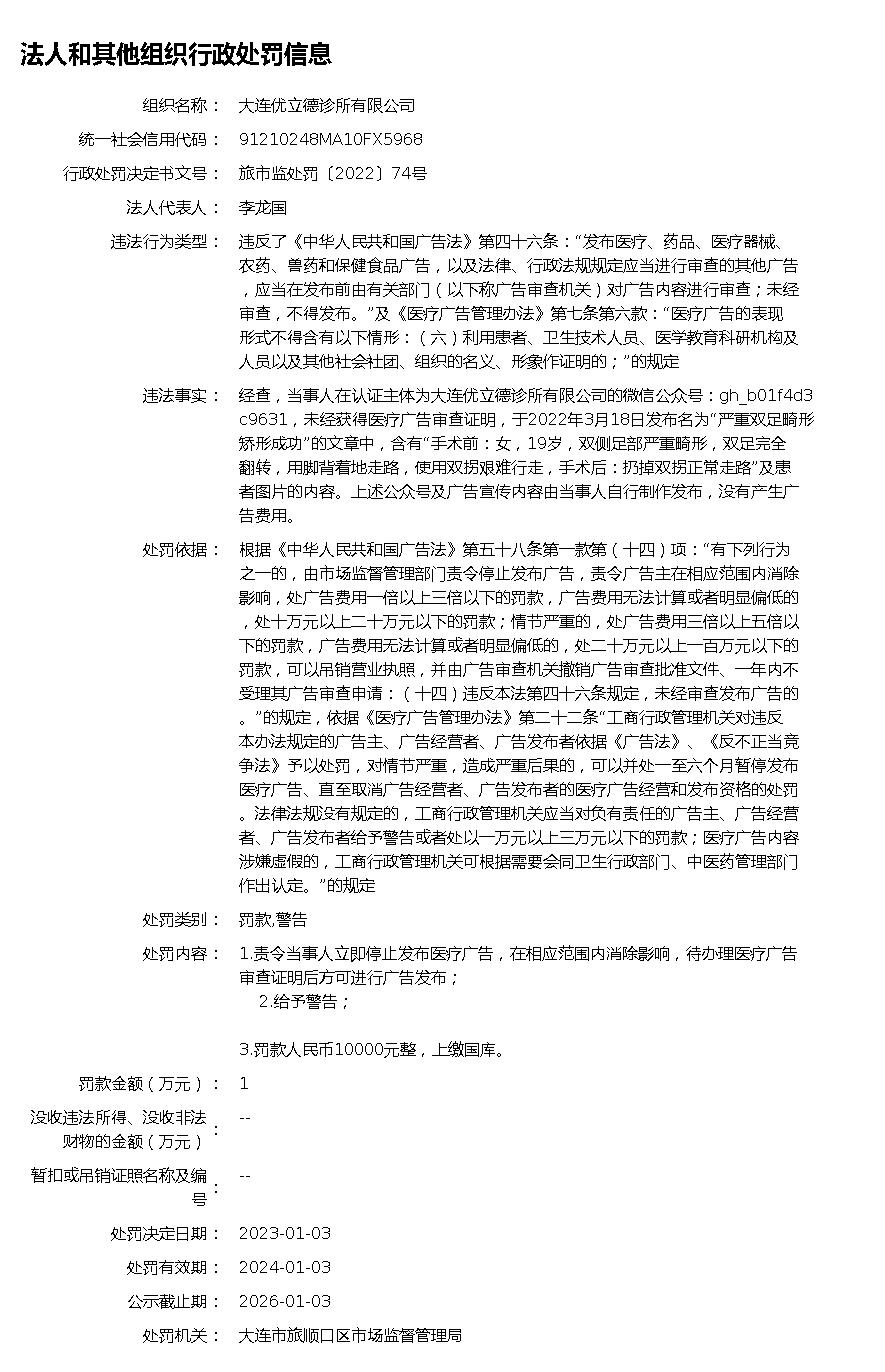 法人和其他组织行政处罚信息
组织名称： 大连优立德诊所有限公司
统一社会信用代码： 91210248MA10FX5968
行政处罚决定书文号： 旅市监处罚〔2022〕74号
法人代表人： 李龙国
违法行为类型： 违反了《中华人民共和国广告法》第四十六条：“发布医疗、药品、医疗器械、
农药、兽药和保健食品广告，以及法律、行政法规规定应当进行审查的其他广告
，应当在发布前由有关部门（以下称广告审查机关）对广告内容进行审查；未经
审查，不得发布。”及《医疗广告管理办法》第七条第六款：“医疗广告的表现
形式不得含有以下情形：（六）利用患者、卫生技术人员、医学教育科研机构及
人员以及其他社会社团、组织的名义、形象作证明的；”的规定
违法事实： 经查，当事人在认证主体为大连优立德诊所有限公司的微信公众号：gh_b01f4d3
c9631，未经获得医疗广告审查证明，于2022年3月18日发布名为“严重双足畸形
矫形成功”的文章中，含有“手术前：女，19岁，双侧足部严重畸形，双足完全
翻转，用脚背着地走路，使用双拐艰难行走，手术后：扔掉双拐正常走路”及患
者图片的内容。上述公众号及广告宣传内容由当事人自行制作发布，没有产生广
告费用。
处罚依据： 根据《中华人民共和国广告法》第五十八条第一款第（十四）项：“有下列行为
之一的，由市场监督管理部门责令停止发布广告，责令广告主在相应范围内消除
影响，处广告费用一倍以上三倍以下的罚款，广告费用无法计算或者明显偏低的
，处十万元以上二十万元以下的罚款；情节严重的，处广告费用三倍以上五倍以
下的罚款，广告费用无法计算或者明显偏低的，处二十万元以上一百万元以下的
罚款，可以吊销营业执照，并由广告审查机关撤销广告审查批准文件、一年内不
受理其广告审查申请：（十四）违反本法第四十六条规定，未经审查发布广告的
。”的规定，依据《医疗广告管理办法》第二十二条“工商行政管理机关对违反
本办法规定的广告主、广告经营者、广告发布者依据《广告法》、《反不正当竞
争法》予以处罚，对情节严重，造成严重后果的，可以并处一至六个月暂停发布
医疗广告、直至取消广告经营者、广告发布者的医疗广告经营和发布资格的处罚
。法律法规没有规定的，工商行政管理机关应当对负有责任的广告主、广告经营
者、广告发布者给予警告或者处以一万元以上三万元以下的罚款；医疗广告内容
涉嫌虚假的，工商行政管理机关可根据需要会同卫生行政部门、中医药管理部门
作出认定。”的规定
处罚类别： 罚款,警告
处罚内容： 1.责令当事人立即停止发布医疗广告，在相应范围内消除影响，待办理医疗广告
审查证明后方可进行广告发布；
2.给予警告；
3.罚款人民币10000元整，上缴国库。
罚款金额（万元）： 1
没收违法所得、没收非法
财物的金额（万元）： --
暂扣或吊销证照名称及编
号： --
处罚决定日期： 2023-01-03
处罚有效期： 2024-01-03
公示截止期： 2026-01-03
处罚机关： 大连市旅顺口区市场监督管理局